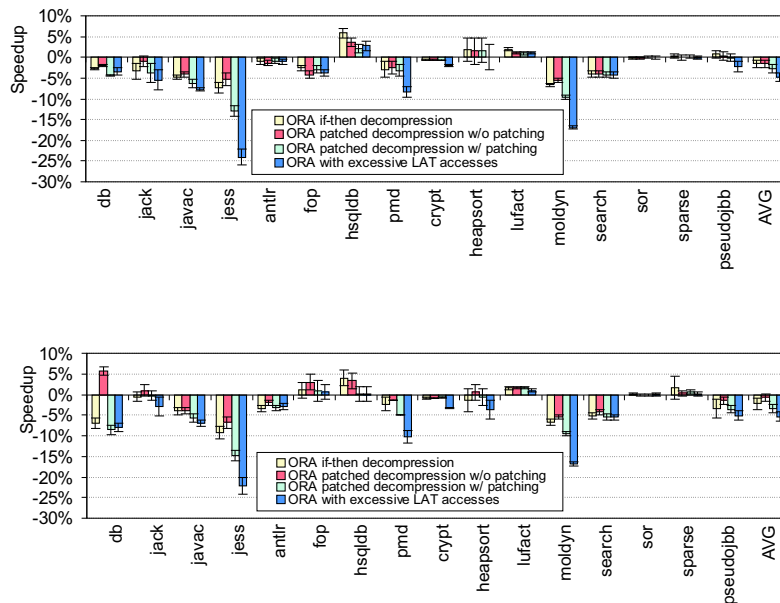 Speedup
10%
5%
0%
-5%
-10%
-15%
-20%
-25%
-30%
ORA if-then decompression
ORA patched decompression w/o patching
ORA patched decompression w/ patching
ORA with excessive LAT accesses
db
jack
javac
jess
antlr
fop
hsqldb
pmd
crypt
heapsort
lufact
moldyn
search
sor
sparse
pseudojbb
AVG
Speedup
10%
5%
0%
-5%
-10%
-15%
-20%
-25%
-30%
ORA if-then decompression
ORA patched decompression w/o patching
ORA patched decompression w/ patching
ORA with excessive LAT accesses
db
jack
javac
jess
antlr
fop
hsqldb
pmd
crypt
heapsort
lufact
moldyn
search
sor
sparse
pseudojbb
AVG